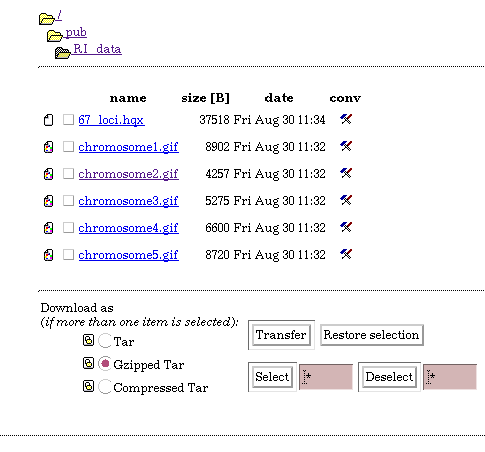 /
pub
RI_data
name size [B] date conv
67_loci.hqx 37518 Fri Aug 30 11:34
chromosome1.gif 8902 Fri Aug 30 11:32
chromosome2.gif 4257 Fri Aug 30 11:32
chromosome3.gif 5275 Fri Aug 30 11:32
chromosome4.gif 6600 Fri Aug 30 11:32
chromosome5.gif 8720 Fri Aug 30 11:32
Download as
(if more than one item is selected):
Tar
Gzipped Tar
Compressed Tar
Transfer Restore selection
Select .* Deselect .*